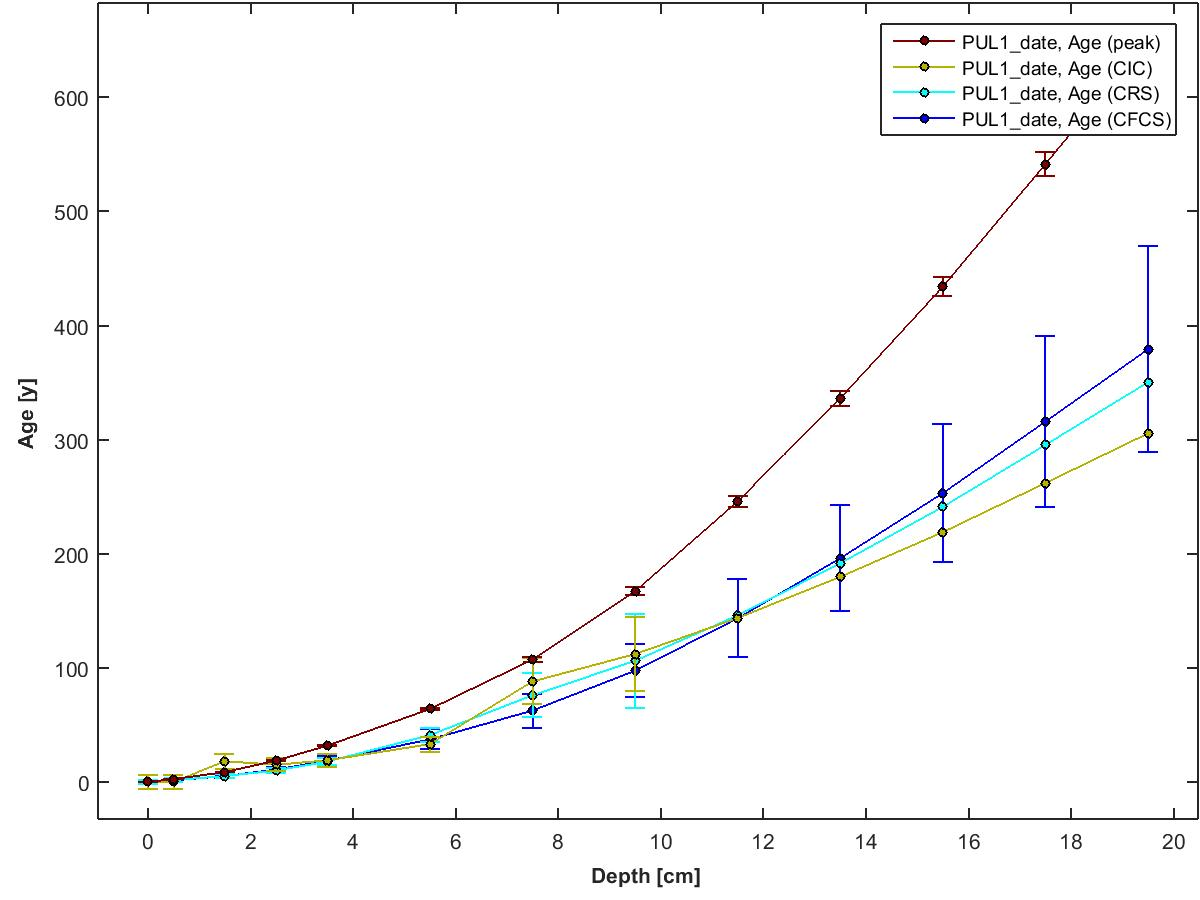 PUL1_date, Age (peak)
PUL1_date, Age (CIC)
PUL1_date, Age (CRS)
PUL1_date, Age (CFCS)
600
500
400
300
200
100
0
Age [y]
0 2 4 6 8 10 12 14 16 18 20
Depth [cm]